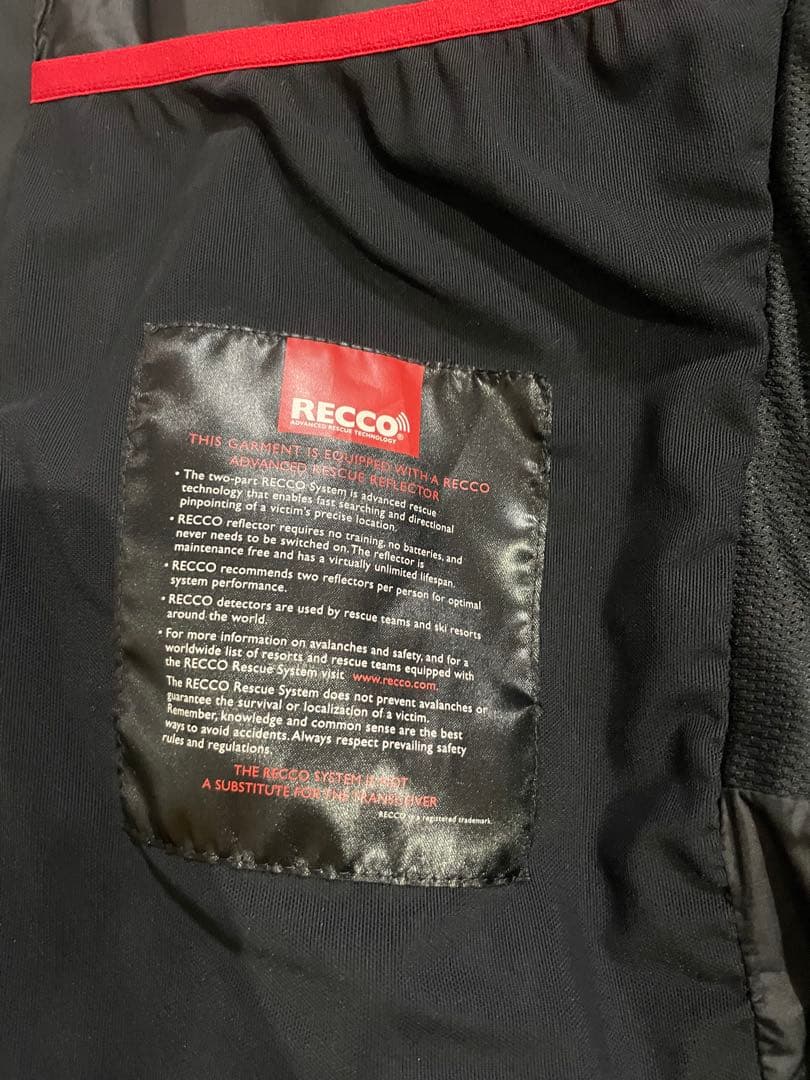 RECCO
ADVANCED RESCUE TECHNOLOGY
THIS GARMENT IS EQUIPPED WITH A RECCO
ADVANCED RESCUE REFLECTOR
• The two-part RECCO System is advanced rescue
technology that enables fast searching and directional
pinpointing of a victim's precise location.
• RECCO reflector requires no training, no batteries, and
never needs to be switched on. The reflector is
maintenance free and has a virtually unlimited lifespan.
• RECCO recommends two reflectors per person for optimal
system performance.
• RECCO detectors are used by rescue teams and ski resorts
around the world.
• For more information on avalanches and safety, and for a
worldwide list of resorts and rescue teams equipped with
the RECCO Rescue System visit www.recco.com.
The RECCO Rescue System does not prevent avalanches or
guarantee the survival or localization of a victim.
Remember, knowledge and common sense are the best
ways to avoid accidents. Always respect prevailing safety
rules and regulations.
THE RECCO SYSTEM IS NOT
A SUBSTITUTE FOR THE TRANSCEIVER
RECCO is a registered trademark